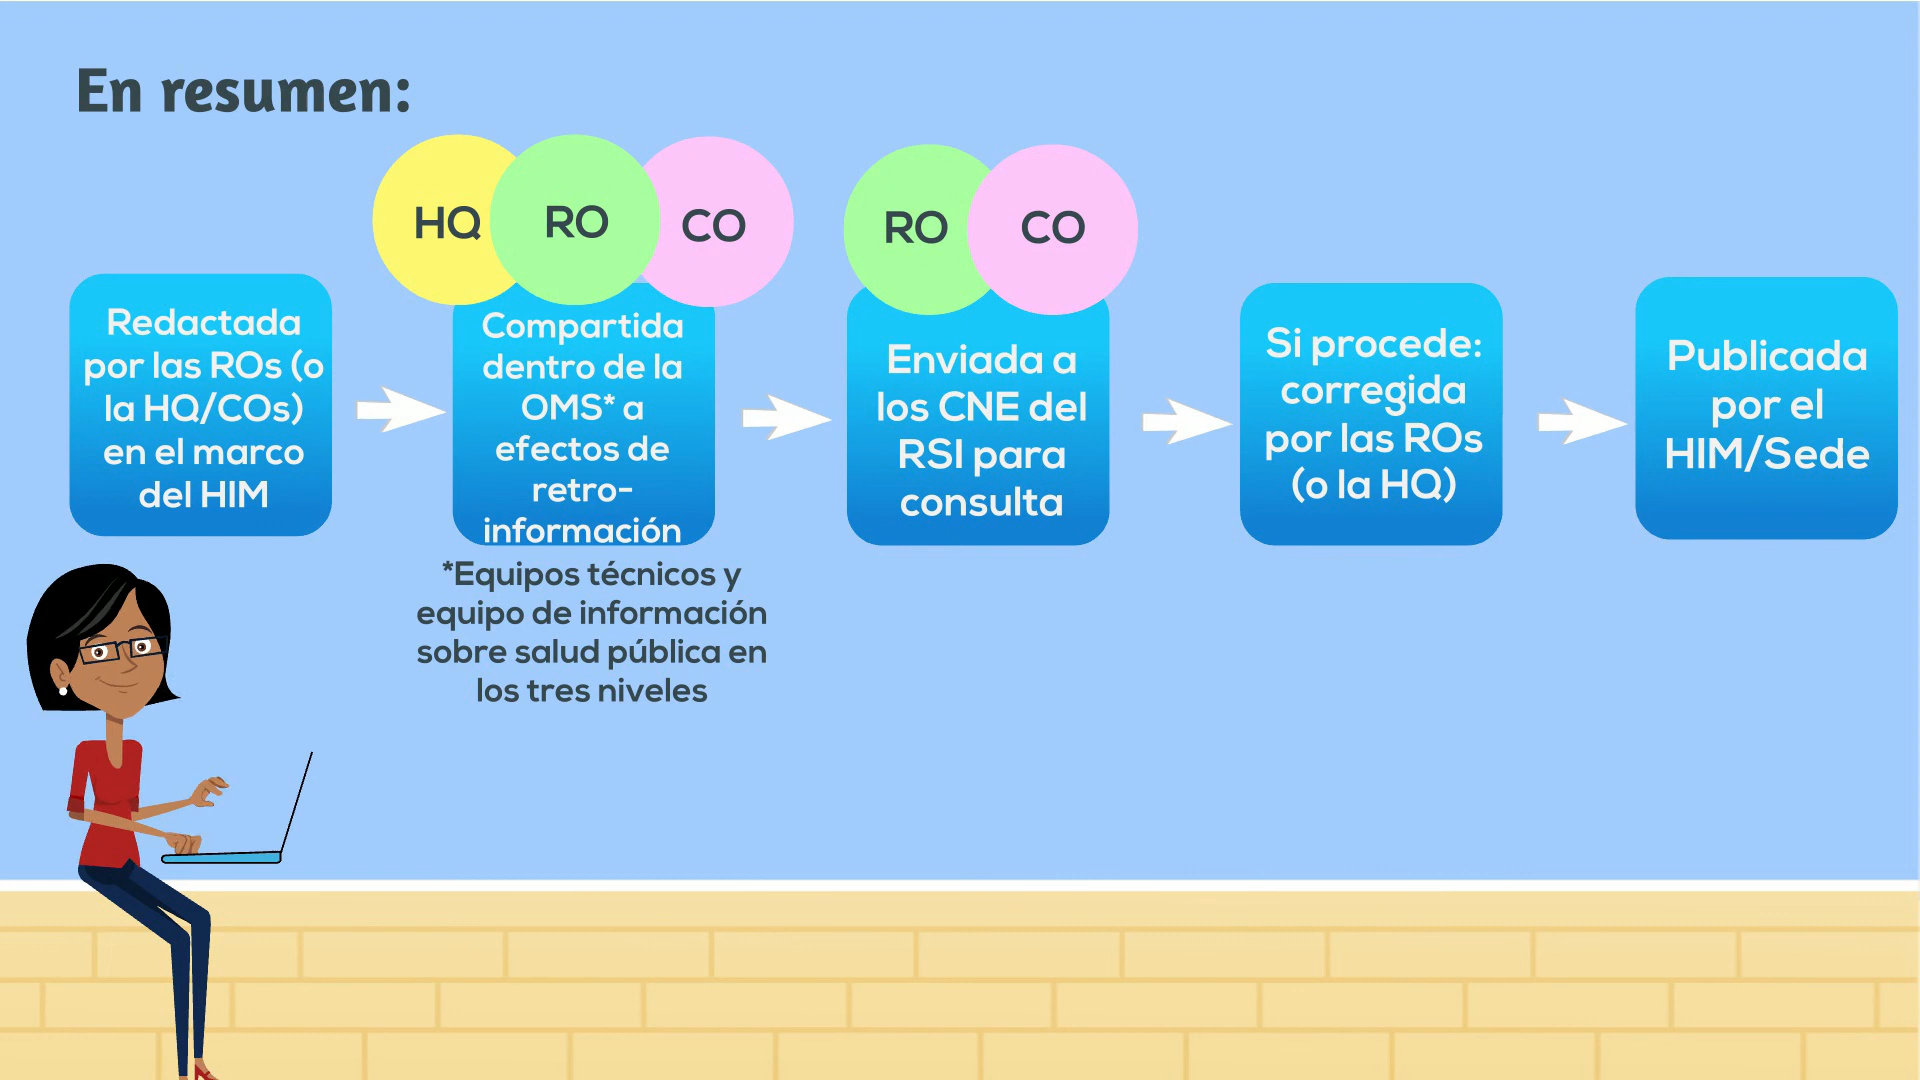 En resumen:
HQ
RO
CO
RO
CO
Redactada
por las ROs (o
la HQ/COs)
en el marco
del HIM
Compartida
dentro de la
OMS* a
efectos de
retro-
información
*Equipos técnicos y
equipo de información
sobre salud pública en
los tres niveles
Enviada a
los CNE del
RSI para
consulta
Si procede:
corregida
por las ROs
(o la HQ)
Publicada
por el
HIM/Sede